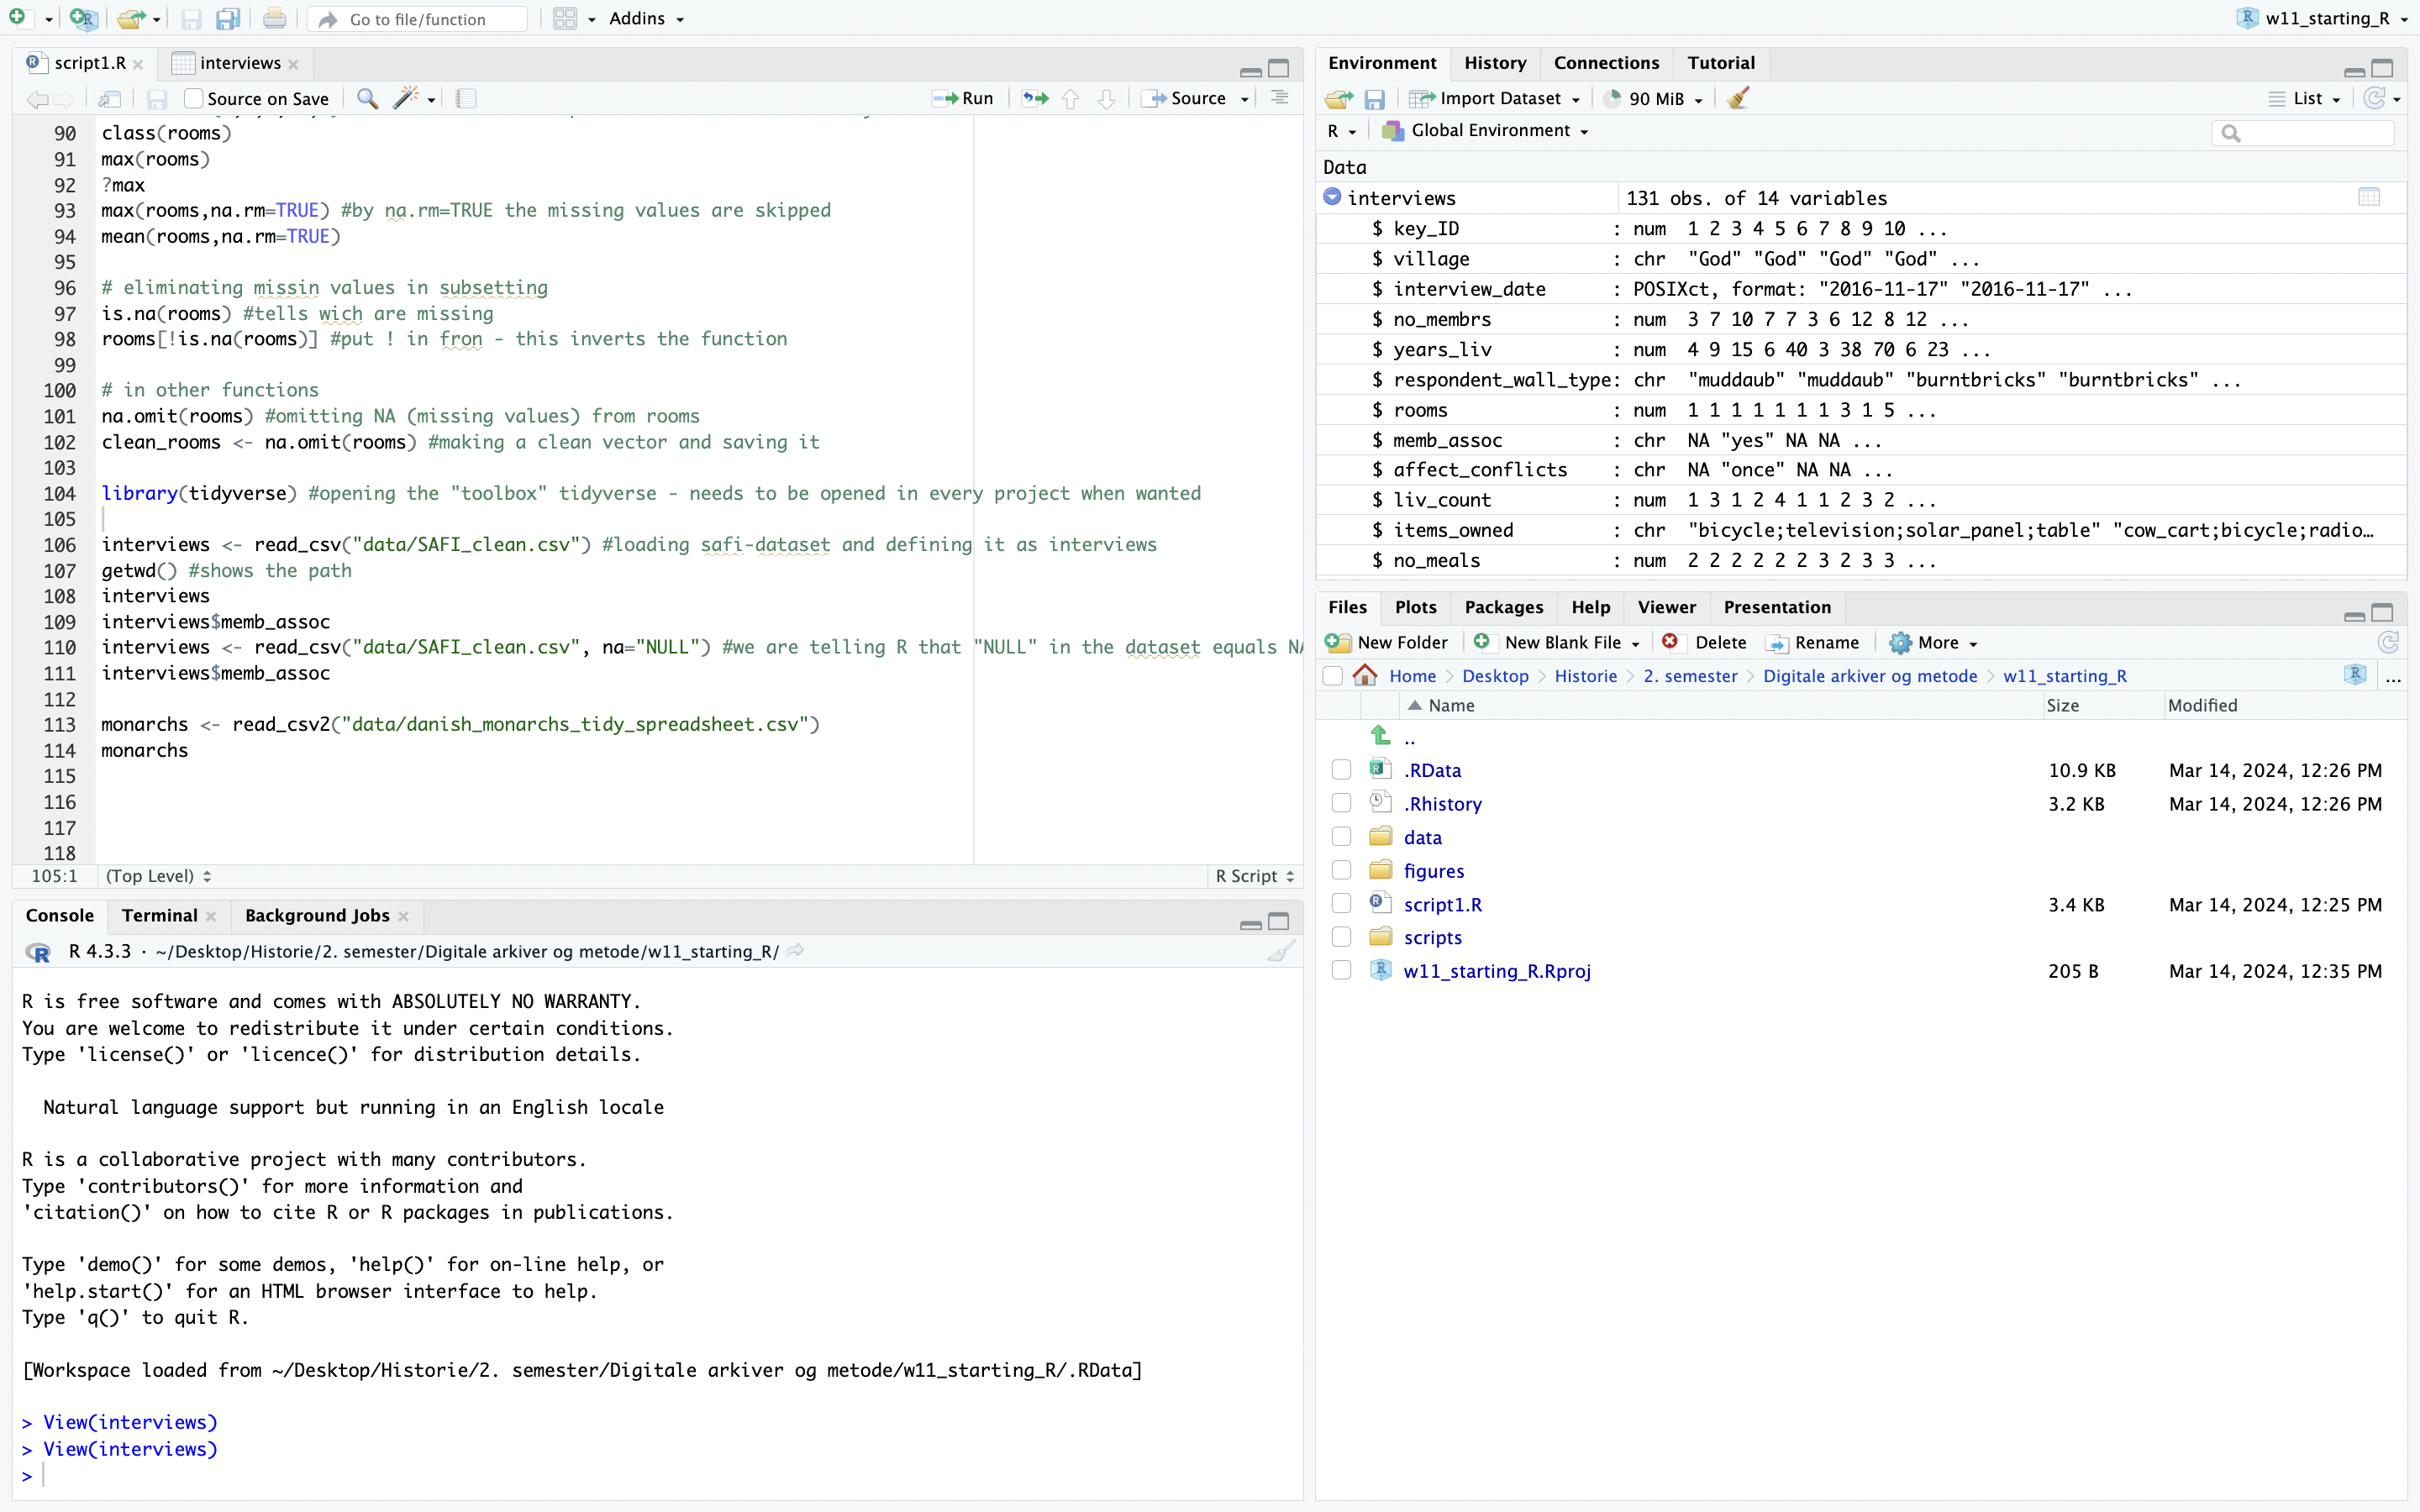 Go to file/function
Addins
w11_starting_R
script1.R
interviews
Source on Save
Run
Source
90 class(rooms)
91 max(rooms)
92 ?max
93 max(rooms,na.rm=TRUE) #by na.rm=TRUE the missing values are skipped
94 mean(rooms,na.rm=TRUE)
95
96 # eliminating missin values in subsetting
97 is.na(rooms) #tells wich are missing
98 rooms[!is.na(rooms)] #put ! in fron - this inverts the function
99
100 # in other functions
101 na.omit(rooms) #omitting NA (missing values) from rooms
102 clean_rooms <- na.omit(rooms) #making a clean vector and saving it
103
104 library(tidyverse) #opening the "toolbox" tidyverse - needs to be opened in every project when wanted
105
106 interviews <- read_csv("data/SAFI_clean.csv") #loading safi-dataset and defining it as interviews
107 getwd() #shows the path
108 interviews
109 interviews$memb_assoc
110 interviews <- read_csv("data/SAFI_clean.csv", na="NULL") #we are telling R that "NULL" in the dataset equals NA
111 interviews$memb_assoc
112
113 monarchs <- read_csv2("data/danish_monarchs_tidy_spreadsheet.csv")
114 monarchs
115
116
117
118
105:1 (Top Level) R Script
Console Terminal Background Jobs
R 4.3.3 · ~/Desktop/Historie/2. semester/Digitale arkiver og metode/w11_starting_R/
R is free software and comes with ABSOLUTELY NO WARRANTY.
You are welcome to redistribute it under certain conditions.
Type 'license()' or 'licence()' for distribution details.
Natural language support but running in an English locale
R is a collaborative project with many contributors.
Type 'contributors()' for more information and
'citation()' on how to cite R or R packages in publications.
Type 'demo()' for some demos, 'help()' for on-line help, or
'help.start()' for an HTML browser interface to help.
Type 'q()' to quit R.
[Workspace loaded from ~/Desktop/Historie/2. semester/Digitale arkiver og metode/w11_starting_R/.RData]
> View(interviews)
> View(interviews)
>
Environment History Connections Tutorial
Import Dataset 90 MiB List
R Global Environment
Data
interviews 131 obs. of 14 variables
$ key_ID : num 1 2 3 4 5 6 7 8 9 10 ...
$ village : chr "God" "God" "God" "God" ...
$ interview_date : POSIXct, format: "2016-11-17" "2016-11-17" ...
$ no_membrs : num 3 7 10 7 7 3 6 12 8 12 ...
$ years_liv : num 4 9 15 6 40 3 38 70 6 23 ...
$ respondent_wall_type: chr "muddaub" "muddaub" "burntbricks" "burntbricks" ...
$ rooms : num 1 1 1 1 1 1 1 3 1 5 ...
$ memb_assoc : chr NA "yes" NA NA ...
$ affect_conflicts : chr NA "once" NA NA ...
$ liv_count : num 1 3 1 2 4 1 1 2 3 2 ...
$ items_owned : chr "bicycle;television;solar_panel;table" "cow_cart;bicycle;radio…
$ no_meals : num 2 2 2 2 2 2 3 2 3 3 ...
Files Plots Packages Help Viewer Presentation
New Folder New Blank File Delete Rename More
Home Desktop Historie 2. semester Digitale arkiver og metode w11_starting_R ...
Name Size Modified
..
.RData 10.9 KB Mar 14, 2024, 12:26 PM
.Rhistory 3.2 KB Mar 14, 2024, 12:26 PM
data
figures
script1.R 3.4 KB Mar 14, 2024, 12:25 PM
scripts
w11_starting_R.Rproj 205 B Mar 14, 2024, 12:35 PM